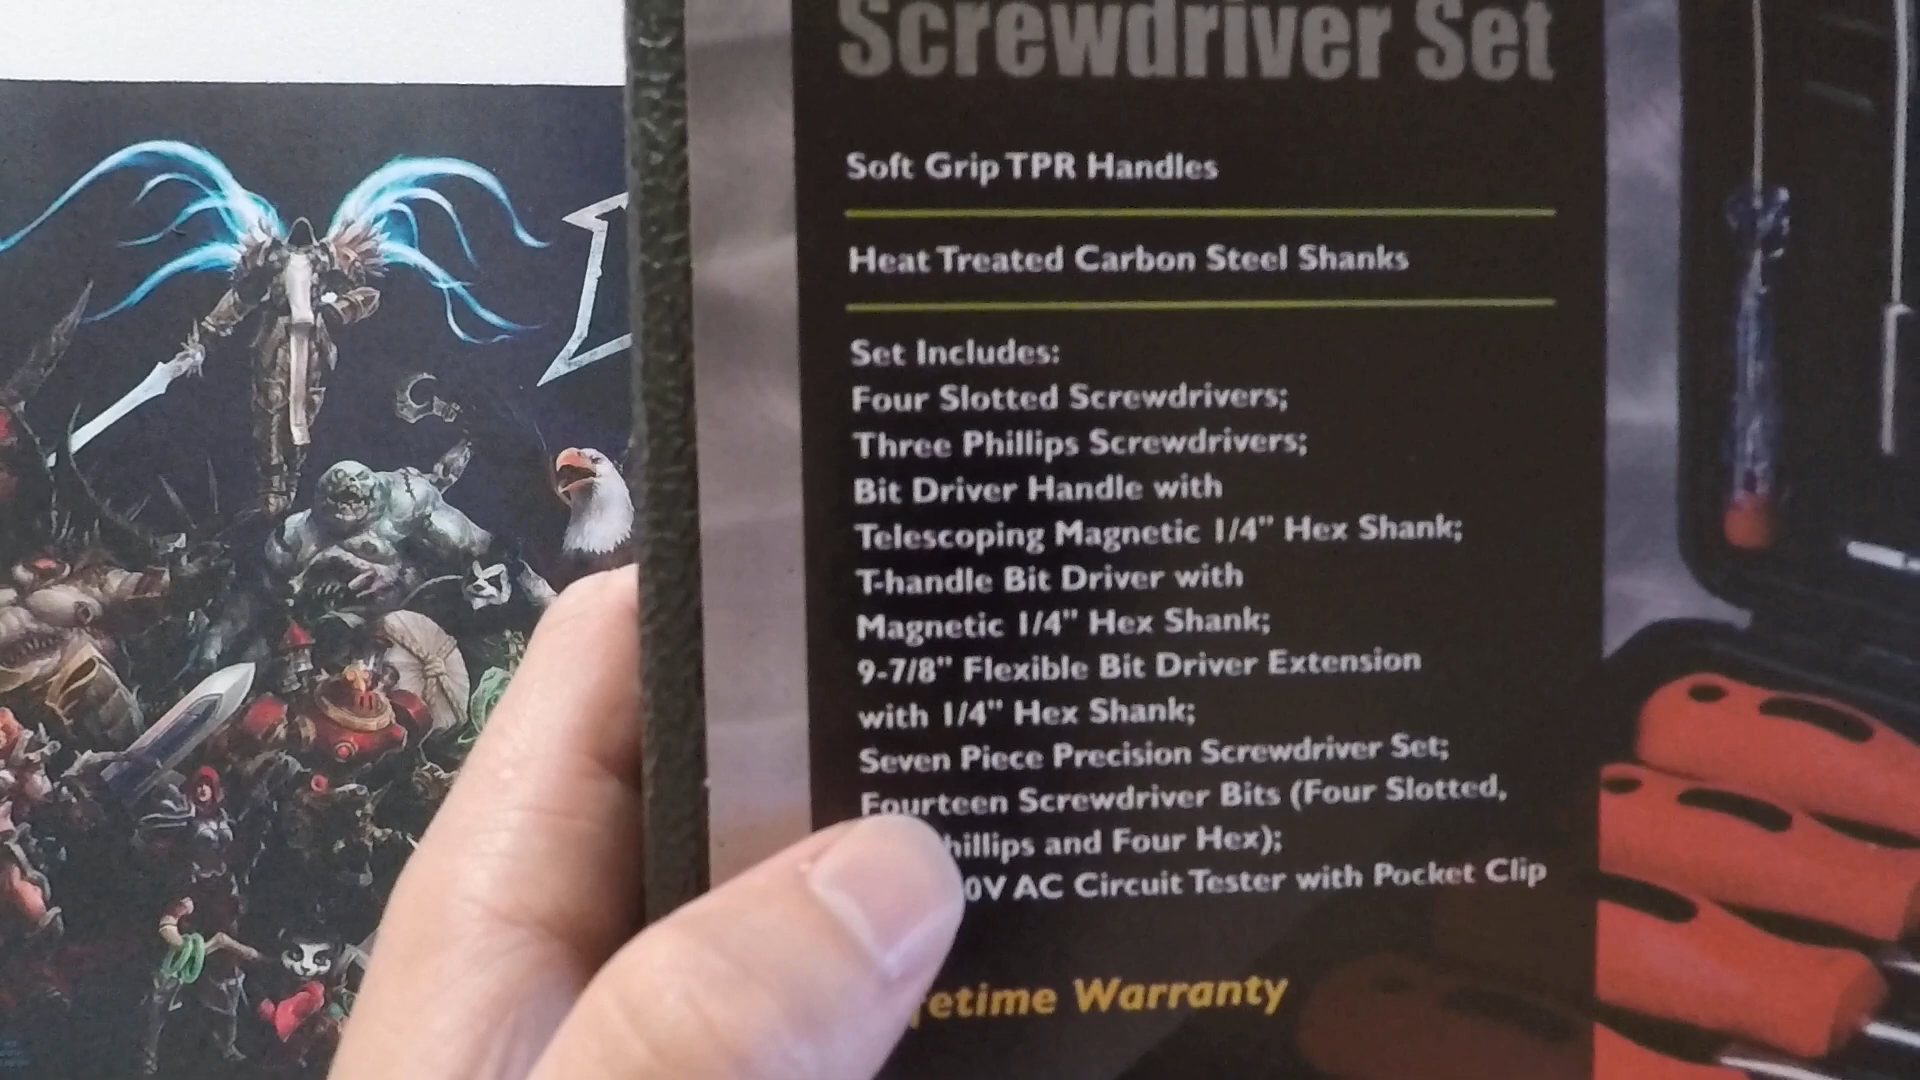 Screwdriver Set
Soft Grip TPR Handles
Heat Treated Carbon Steel Shanks
Set Includes:
Four Slotted Screwdrivers;
Three Phillips Screwdrivers;
Bit Driver Handle with
Telescoping Magnetic 1/4" Hex Shank;
T-handle Bit Driver with
Magnetic 1/4" Hex Shank;
9-7/8" Flexible Bit Driver Extension
with 1/4" Hex Shank;
Seven Piece Precision Screwdriver Set;
Fourteen Screwdriver Bits (Four Slotted,
and Four Hex);
AC Circuit Tester with Pocket Clip
Warranty